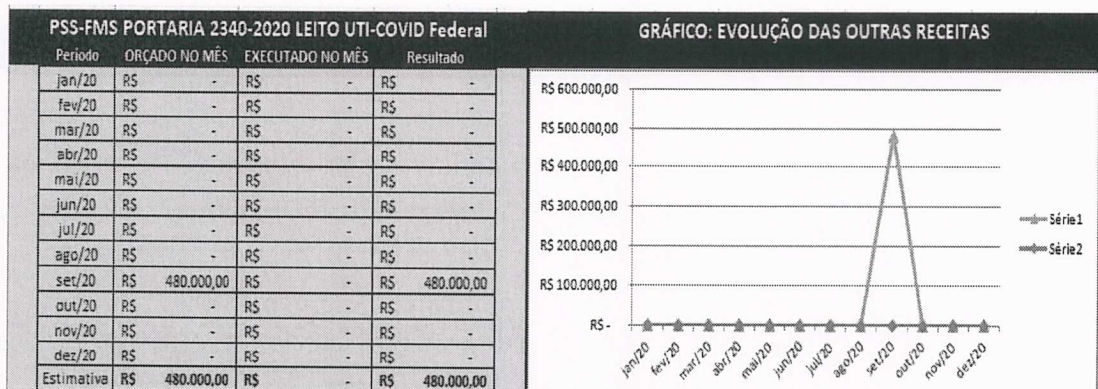 PSS-FMS PORTARIA 2340-2020 LEITO UTI-COVID Federal
Periodo ORÇADO NO MÊS EXECUTADO NO MÊS Resultado
jan/20 R$ - R$ - R$ -
fev/20 R$ - R$ - R$ -
mar/20 R$ - R$ - R$ -
abr/20 R$ - R$ - R$ -
mai/20 R$ - R$ - R$ -
jun/20 R$ - R$ - R$ -
jul/20 R$ - R$ - R$ -
ago/20 R$ - R$ - R$ -
set/20 R$ 480.000,00 R$ - R$ 480.000,00
out/20 R$ - R$ - R$ -
nov/20 R$ - R$ - R$ -
dez/20 R$ - R$ - R$ -
Estimativa R$ 480.000,00 R$ - R$ 480.000,00
GRÁFICO: EVOLUÇÃO DAS OUTRAS RECEITAS
R$ 600.000,00
R$ 500.000,00
R$ 400.000,00
R$ 300.000,00
R$ 200.000,00
R$ 100.000,00
R$ -
jan/20 fev/20 mar/20 abr/20 mai/20 jun/20 jul/20 ago/20 set/20 out/20 nov/20 dez/20
Série1
Série2